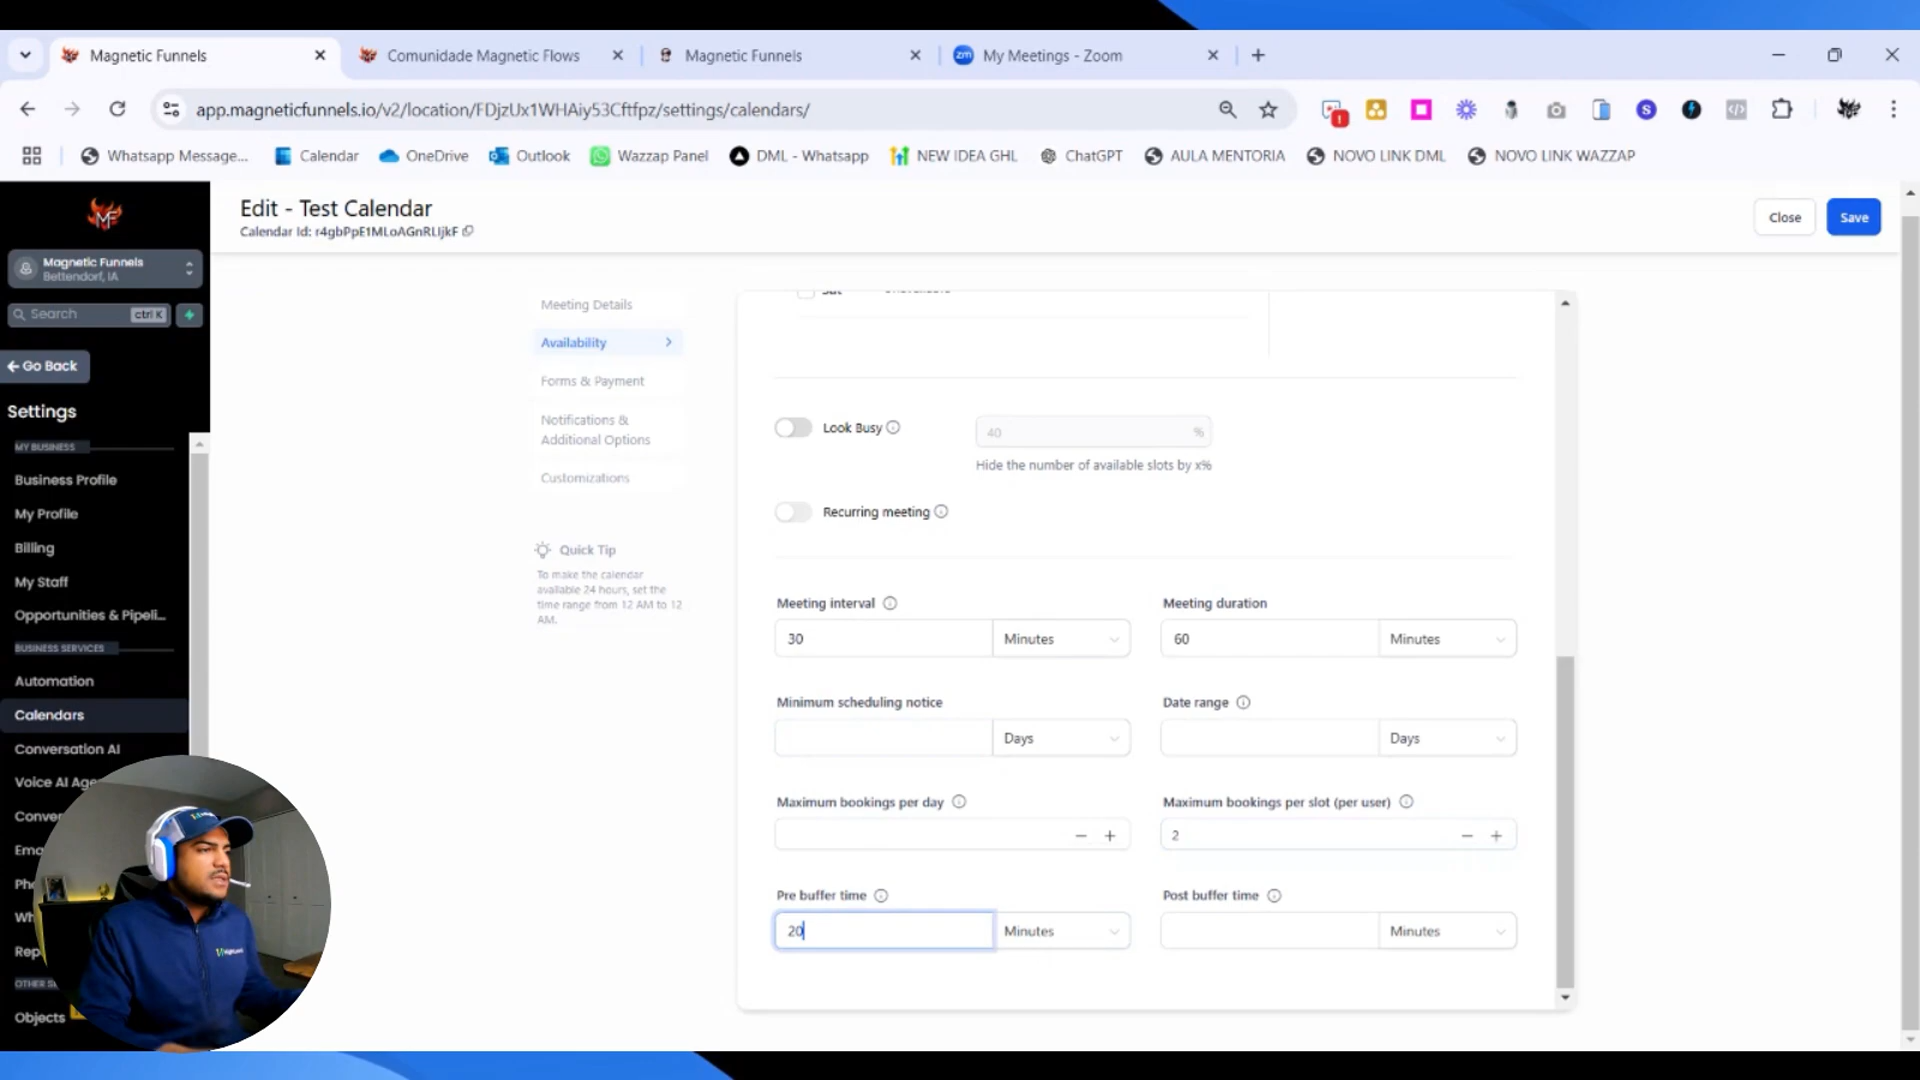 Magnetic Funnels
Comunidade Magnetic Flows
Magnetic Funnels
zm
My Meetings - Zoom
app.magneticfunnels.io/v2/location/FDjzUx1WHAiy53Cftfpz/settings/calendars/
Whatsapp Message...
Calendar
OneDrive
Outlook
Wazzap Panel
DML - Whatsapp
NEW IDEA GHL
ChatGPT
AULA MENTORIA
NOVO LINK DML
NOVO LINK WAZZAP
MF
Magnetic Funnels
Bettendorf, IA
Search
ctrl K
Go Back
Settings
MY BUSINESS
Business Profile
My Profile
Billing
My Staff
Opportunities & Pipeli...
BUSINESS SERVICES
Automation
Calendars
Conversation AI
Voice AI Age
Conver
Ema
Pho
Wh
Rep
OTHER S
Objects
Edit - Test Calendar
Calendar Id: r4gbPpE1MLoAGnRLIjkF
Close
Save
Meeting Details
Availability
Forms & Payment
Notifications &
Additional Options
Customizations
Quick Tip
To make the calendar
available 24 hours, set the
time range from 12 AM to 12
AM.
Sat
Unavailable
Look Busy
40
%
Hide the number of available slots by x%
Recurring meeting
Meeting interval
Meeting duration
30
Minutes
60
Minutes
Minimum scheduling notice
Date range
Days
Days
Maximum bookings per day
Maximum bookings per slot (per user)
2
Pre buffer time
Post buffer time
20
Minutes
Minutes